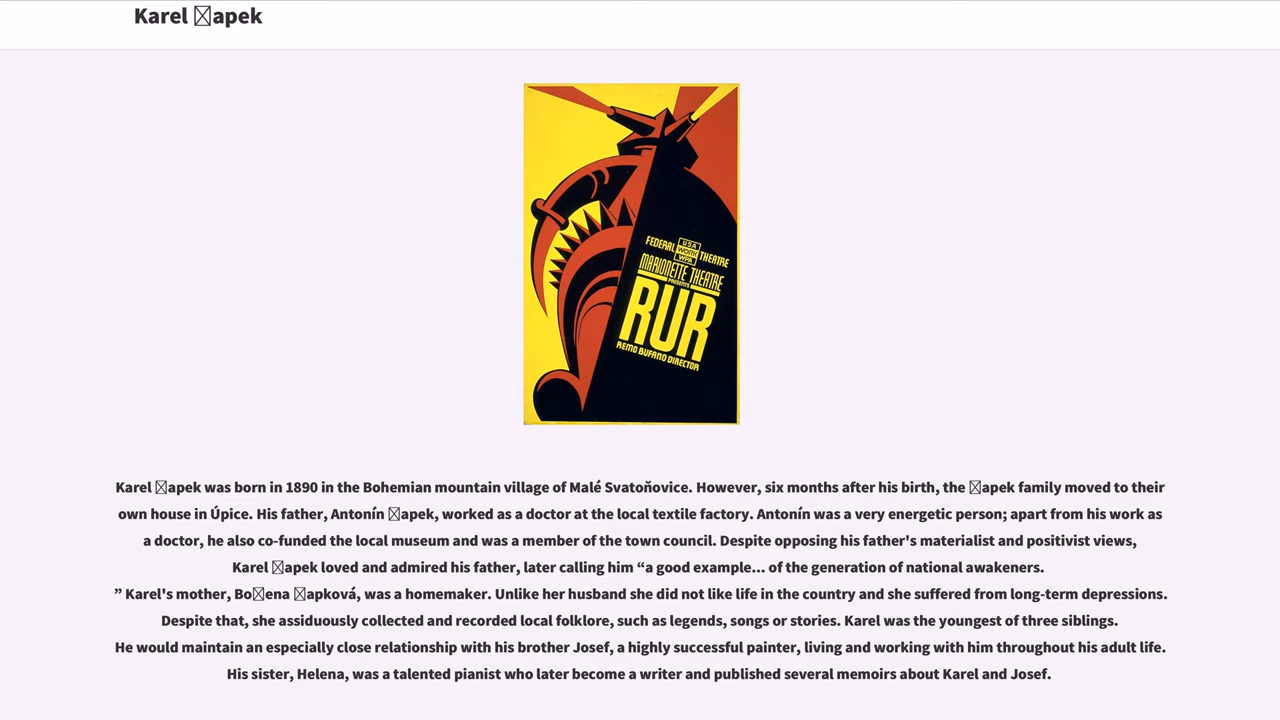 Karel □apek
FEDERAL USA WORK WPA THEATRE
MARIONETTE THEATRE
PRESENTS
RUR
REMO BUFANO DIRECTOR
Karel □apek was born in 1890 in the Bohemian mountain village of Malé Svatoňovice. However, six months after his birth, the □apek family moved to their
own house in Úpice. His father, Antonín □apek, worked as a doctor at the local textile factory. Antonín was a very energetic person; apart from his work as
a doctor, he also co-funded the local museum and was a member of the town council. Despite opposing his father's materialist and positivist views,
Karel □apek loved and admired his father, later calling him “a good example... of the generation of national awakeners.
” Karel's mother, Bo□ena □apková, was a homemaker. Unlike her husband she did not like life in the country and she suffered from long-term depressions.
Despite that, she assiduously collected and recorded local folklore, such as legends, songs or stories. Karel was the youngest of three siblings.
He would maintain an especially close relationship with his brother Josef, a highly successful painter, living and working with him throughout his adult life.
His sister, Helena, was a talented pianist who later become a writer and published several memoirs about Karel and Josef.